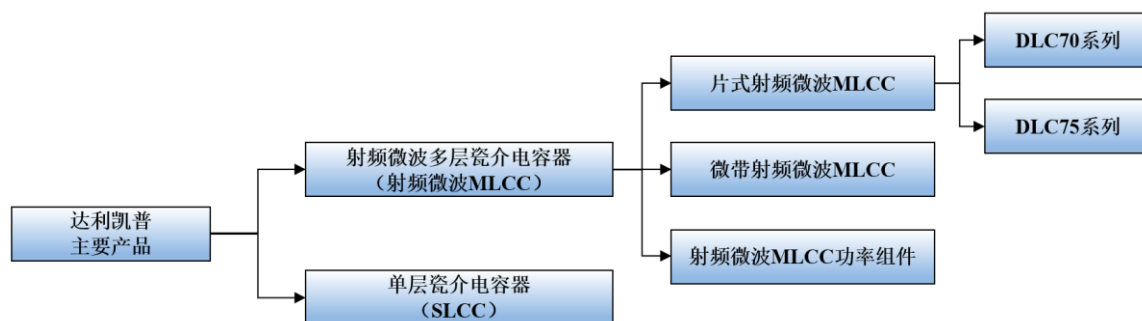 DLC70系列
片式射频微波MLCC
DLC75系列
射频微波多层瓷介电容器
（射频微波MLCC）
微带射频微波MLCC
达利凯普
主要产品
射频微波MLCC功率组件
单层瓷介电容器
（SLCC）